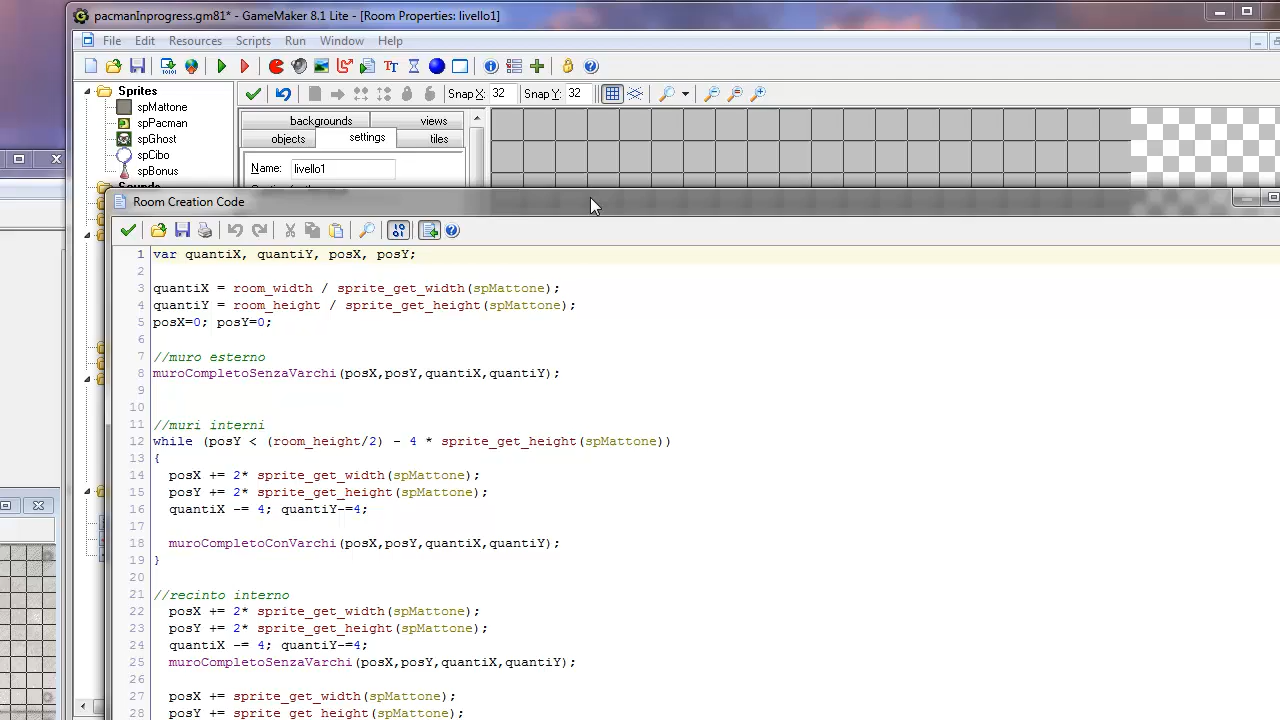 pacmanInprogress.gm81* - GameMaker 8.1 Lite - [Room Properties: livello1]
File Edit Resources Scripts Run Window Help
Snap X: 32 Snap Y: 32
Sprites
spMattone
spPacman
spGhost
spCibo
spBonus
backgrounds views
objects settings tiles
Name: livello1
Room Creation Code
1 var quantiX, quantiY, posX, posY;
2
3 quantiX = room_width / sprite_get_width(spMattone);
4 quantiY = room_height / sprite_get_height(spMattone);
5 posX=0; posY=0;
6
7 //muro esterno
8 muroCompletoSenzaVarchi(posX,posY,quantiX,quantiY);
9
10
11 //muri interni
12 while (posY < (room_height/2) - 4 * sprite_get_height(spMattone))
13 {
14 posX += 2* sprite_get_width(spMattone);
15 posY += 2* sprite_get_height(spMattone);
16 quantiX -= 4; quantiY-=4;
17
18 muroCompletoConVarchi(posX,posY,quantiX,quantiY);
19 }
20
21 //recinto interno
22 posX += 2* sprite_get_width(spMattone);
23 posY += 2* sprite_get_height(spMattone);
24 quantiX -= 4; quantiY-=4;
25 muroCompletoSenzaVarchi(posX,posY,quantiX,quantiY);
26
27 posX += sprite_get_width(spMattone);
28 posY += sprite_get_height(spMattone);